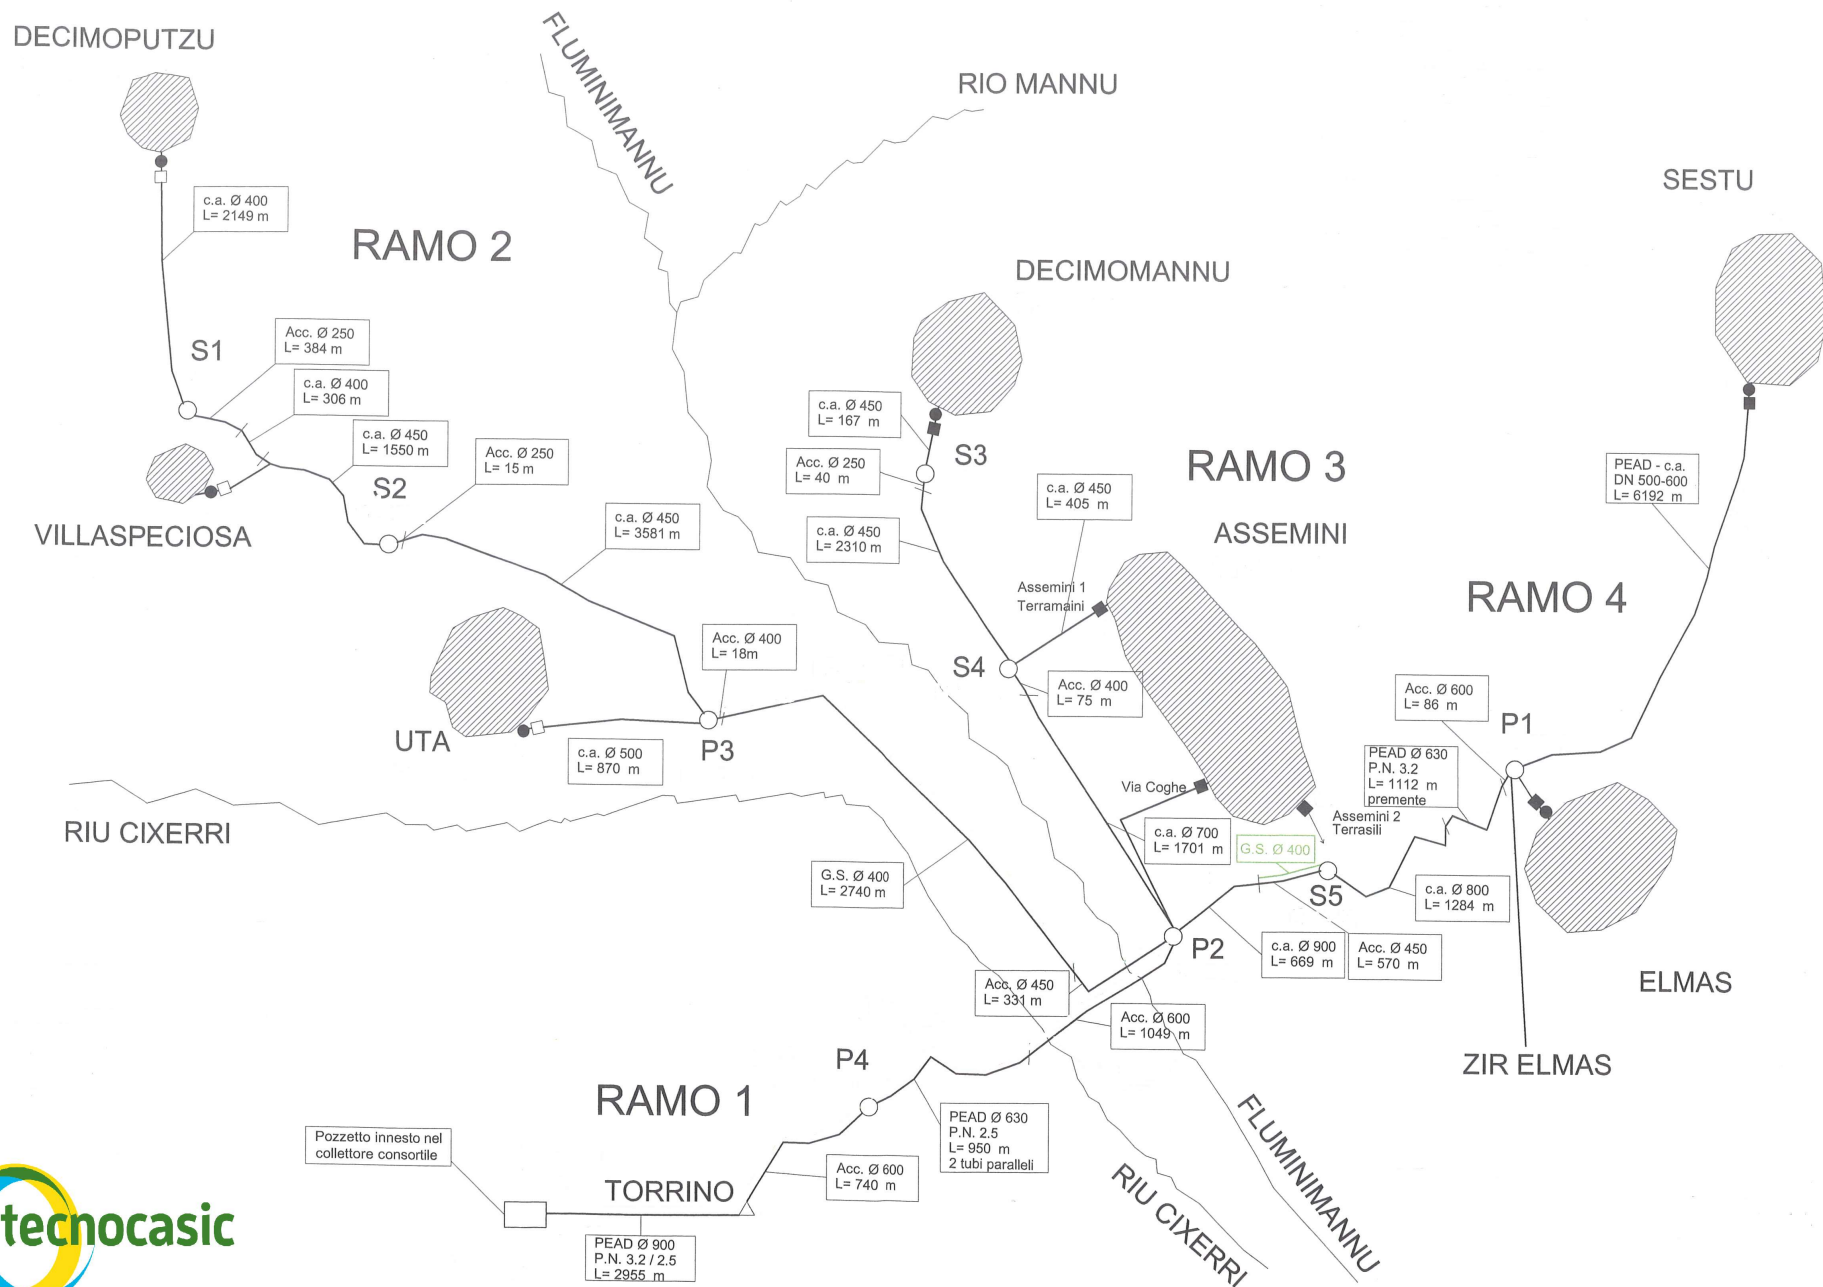 DECIMOPUTZU
FLUMINIMANNU
RIO MANNU
SESTU
c.a. Ø 400
L= 2149 m
RAMO 2
DECIMOMANNU
S1
Acc. Ø 250
L= 384 m
c.a. Ø 400
L= 306 m
c.a. Ø 450
L= 1550 m
S2
Acc. Ø 250
L= 15 m
VILLASPECIOSA
c.a. Ø 450
L= 3581 m
c.a. Ø 450
L= 167 m
S3
Acc. Ø 250
L= 40 m
c.a. Ø 450
L= 2310 m
RAMO 3
c.a. Ø 450
L= 405 m
ASSEMINI
PEAD - c.a.
DN 500-600
L= 6192 m
RAMO 4
Assemini 1
Terramaini
S4
Acc. Ø 400
L= 75 m
Acc. Ø 400
L= 18m
UTA
c.a. Ø 500
L= 870 m
P3
Acc. Ø 600
L= 86 m
P1
PEAD Ø 630
P.N. 3.2
L= 1112 m
premente
Via Coghe
Assemini 2
Terrasili
RIU CIXERRI
c.a. Ø 700
L= 1701 m
G.S. Ø 400
G.S. Ø 400
L= 2740 m
S5
c.a. Ø 800
L= 1284 m
P2
c.a. Ø 900
L= 669 m
Acc. Ø 450
L= 570 m
ELMAS
Acc. Ø 450
L= 331 m
Acc. Ø 600
L= 1049 m
ZIR ELMAS
P4
RAMO 1
PEAD Ø 630
P.N. 2.5
L= 950 m
2 tubi paralleli
Pozzetto innesto nel
collettore consortile
Acc. Ø 600
L= 740 m
TORRINO
RIU CIXERRI
FLUMINIMANNU
tecnocasic
PEAD Ø 900
P.N. 3.2 / 2.5
L= 2955 m